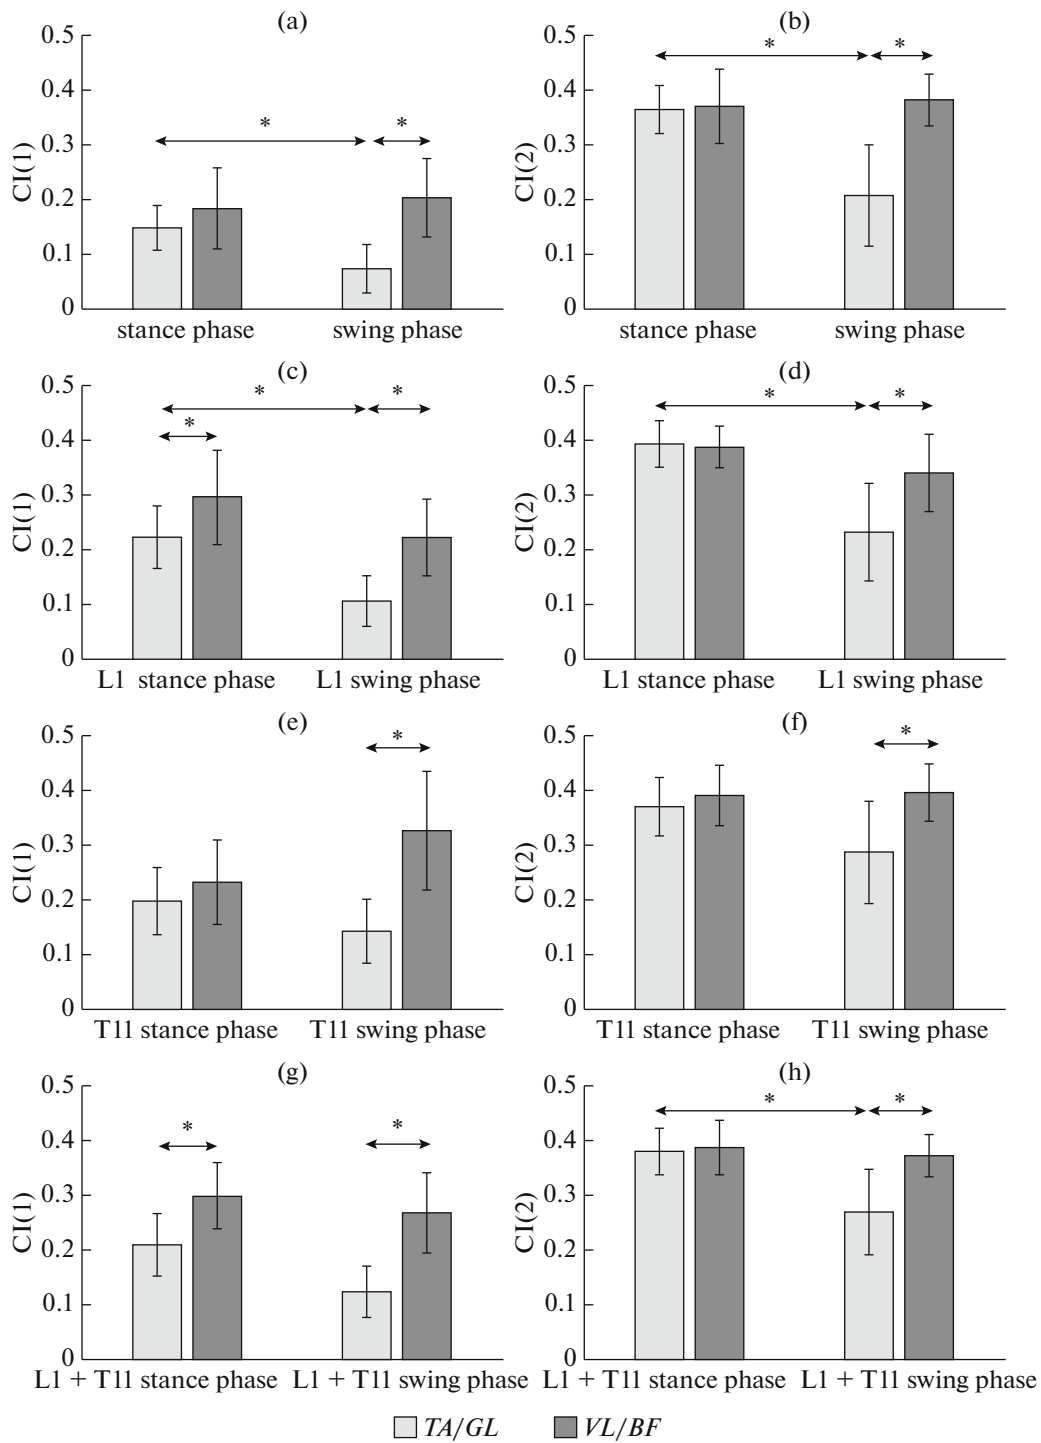 (a)
CI(1)
0.5
0.4
0.3
0.2
0.1
0
*
*
stance phase
swing phase
(b)
CI(2)
0.5
0.4
0.3
0.2
0.1
0
*
*
stance phase
swing phase
(c)
CI(1)
0.5
0.4
0.3
0.2
0.1
0
*
*
*
L1 stance phase
L1 swing phase
(d)
CI(2)
0.5
0.4
0.3
0.2
0.1
0
*
*
L1 stance phase
L1 swing phase
(e)
CI(1)
0.5
0.4
0.3
0.2
0.1
0
*
T11 stance phase
T11 swing phase
(f)
CI(2)
0.5
0.4
0.3
0.2
0.1
0
*
T11 stance phase
T11 swing phase
(g)
CI(1)
0.5
0.4
0.3
0.2
0.1
0
*
*
L1 + T11 stance phase
L1 + T11 swing phase
(h)
CI(2)
0.5
0.4
0.3
0.2
0.1
0
*
*
L1 + T11 stance phase
L1 + T11 swing phase
TA/GL
VL/BF